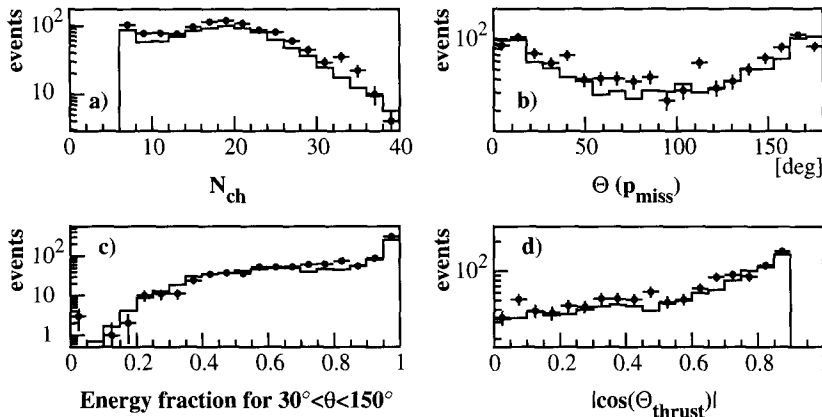 events
10²
10
a)
0 10 20 30 40
N_ch
events
10²
b)
0 50 100 150
[deg]
Θ (p_miss)
events
10²
10
1
c)
0 0.2 0.4 0.6 0.8 1
Energy fraction for 30°<θ<150°
events
10²
d)
0 0.2 0.4 0.6 0.8 1
|cos(Θ_thrust)|